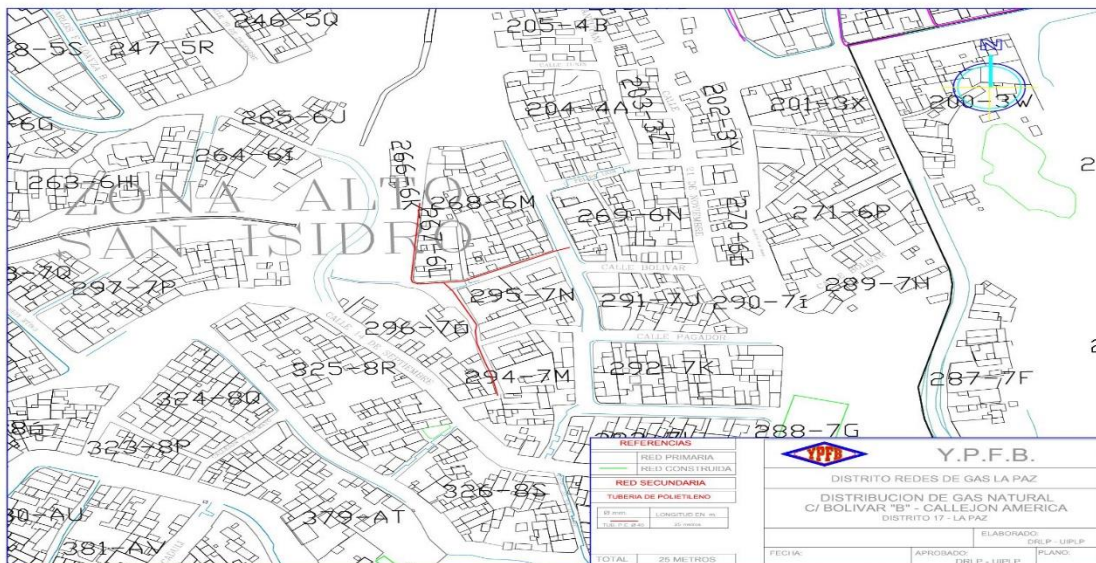 246-5Q
247-5R
205-4B
204-4A
203-3Z
CALLE
202-3Y
201-3X
200-3W
N
265-6J
264-6I
263-6H
266-6K
267-6L
268-6M
269-6N
270-6O
271-6P
ZONA ALTO
SAN ISIDRO
297-7P
296-7O
295-7N
294-7M
CALLE BOLIVAR
291-7J
290-7I
289-7H
CALLE PAGADOR
292-7K
287-7F
288-7G
325-8R
324-8Q
323-8P
326-8S
379-AT
381-AV
REFERENCIAS
RED PRIMARIA
RED CONSTRUIDA
RED SECUNDARIA
TUBERIA DE POLIETILENO
LONGITUD EN m.
TOTAL 25 METROS
YPFB
Y.P.F.B.
DISTRITO REDES DE GAS LA PAZ
DISTRIBUCION DE GAS NATURAL
C/ BOLIVAR "B" - CALLEJON AMERICA
DISTRITO 17 - LA PAZ
ELABORADO:
DRLP - UIPLP
FECHA:
APROBADO:
DRLP - UIPLP
PLANO: